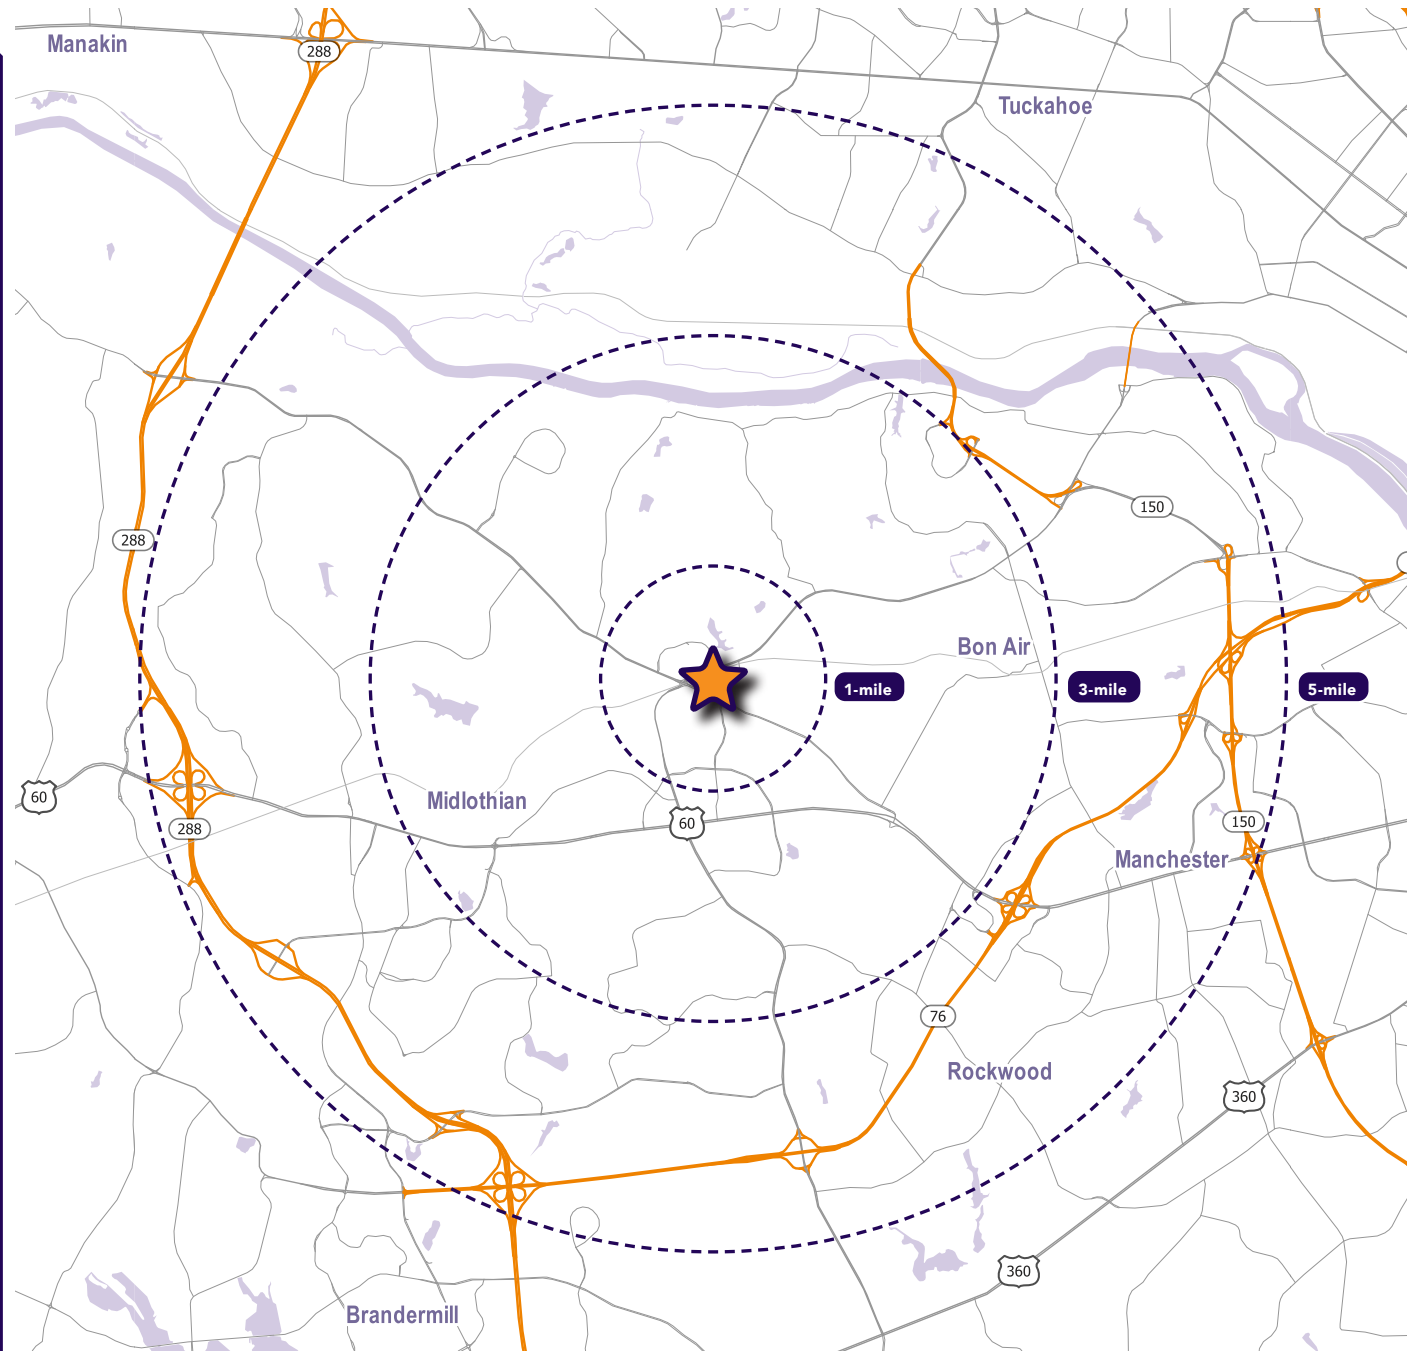 Manakin
288
Tuckahoe
150
288
Bon Air
1-mile
3-mile
5-mile
60
Midlothian
288
60
150
Manchester
76
Rockwood
360
360
Brandermill